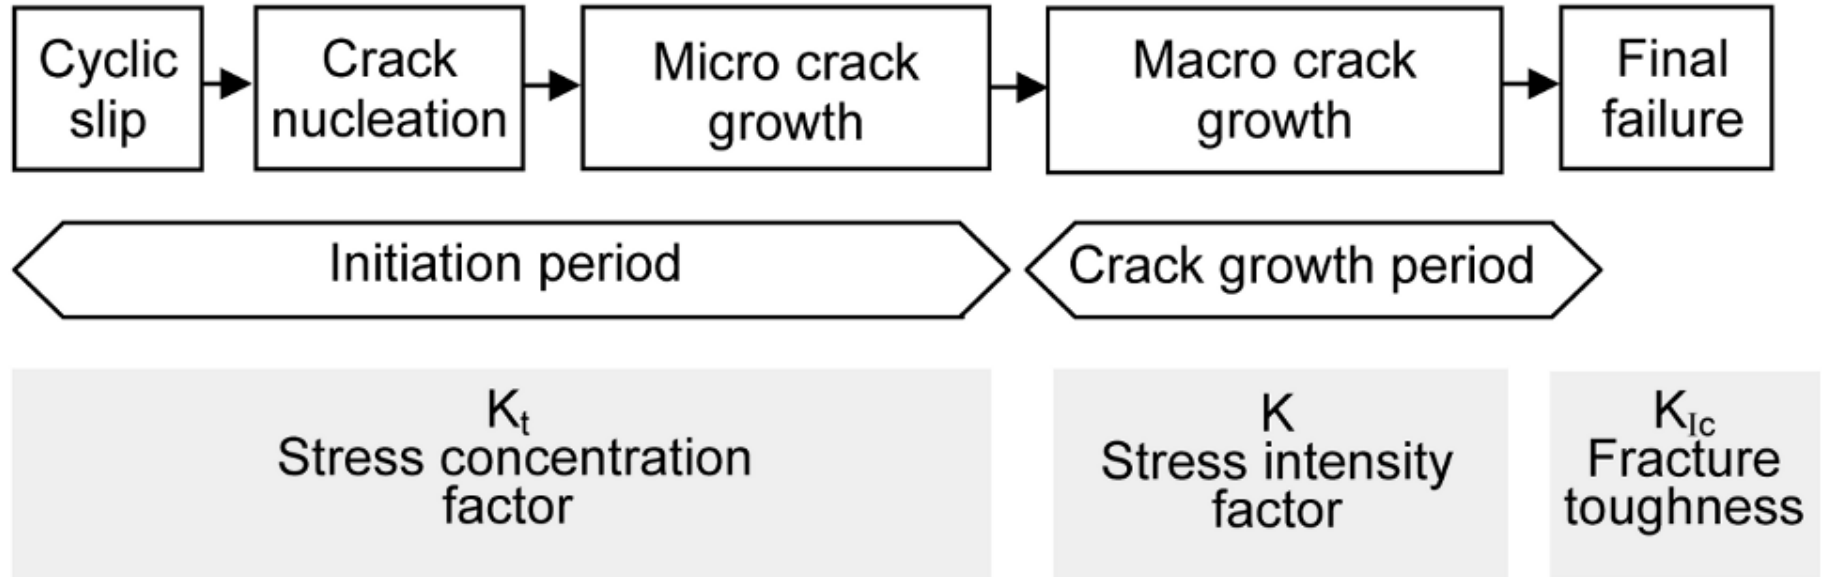 Cyclic
slip
Crack
nucleation
Micro crack
growth
Macro crack
growth
Final
failure
Initiation period
Crack growth period
Kt
Stress concentration
factor
K
Stress intensity
factor
KIc
Fracture
toughness